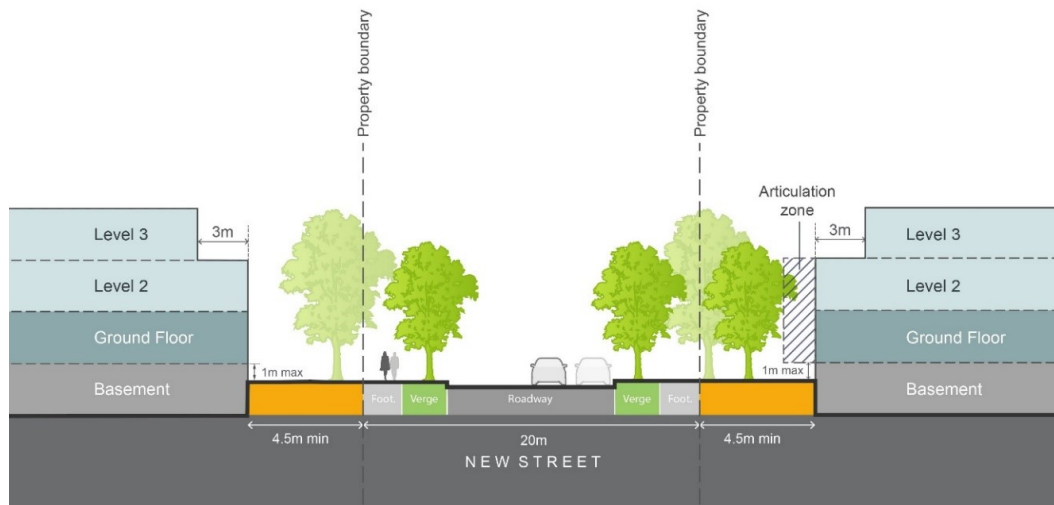 Property boundary
Property boundary
Articulation
zone
3m
3m
Level 3
Level 3
Level 2
Level 2
Ground Floor
Ground Floor
1m max
1m max
Basement
Basement
Foot.
Verge
Roadway
Verge
Foot.
4.5m min
20m
4.5m min
NEW STREET